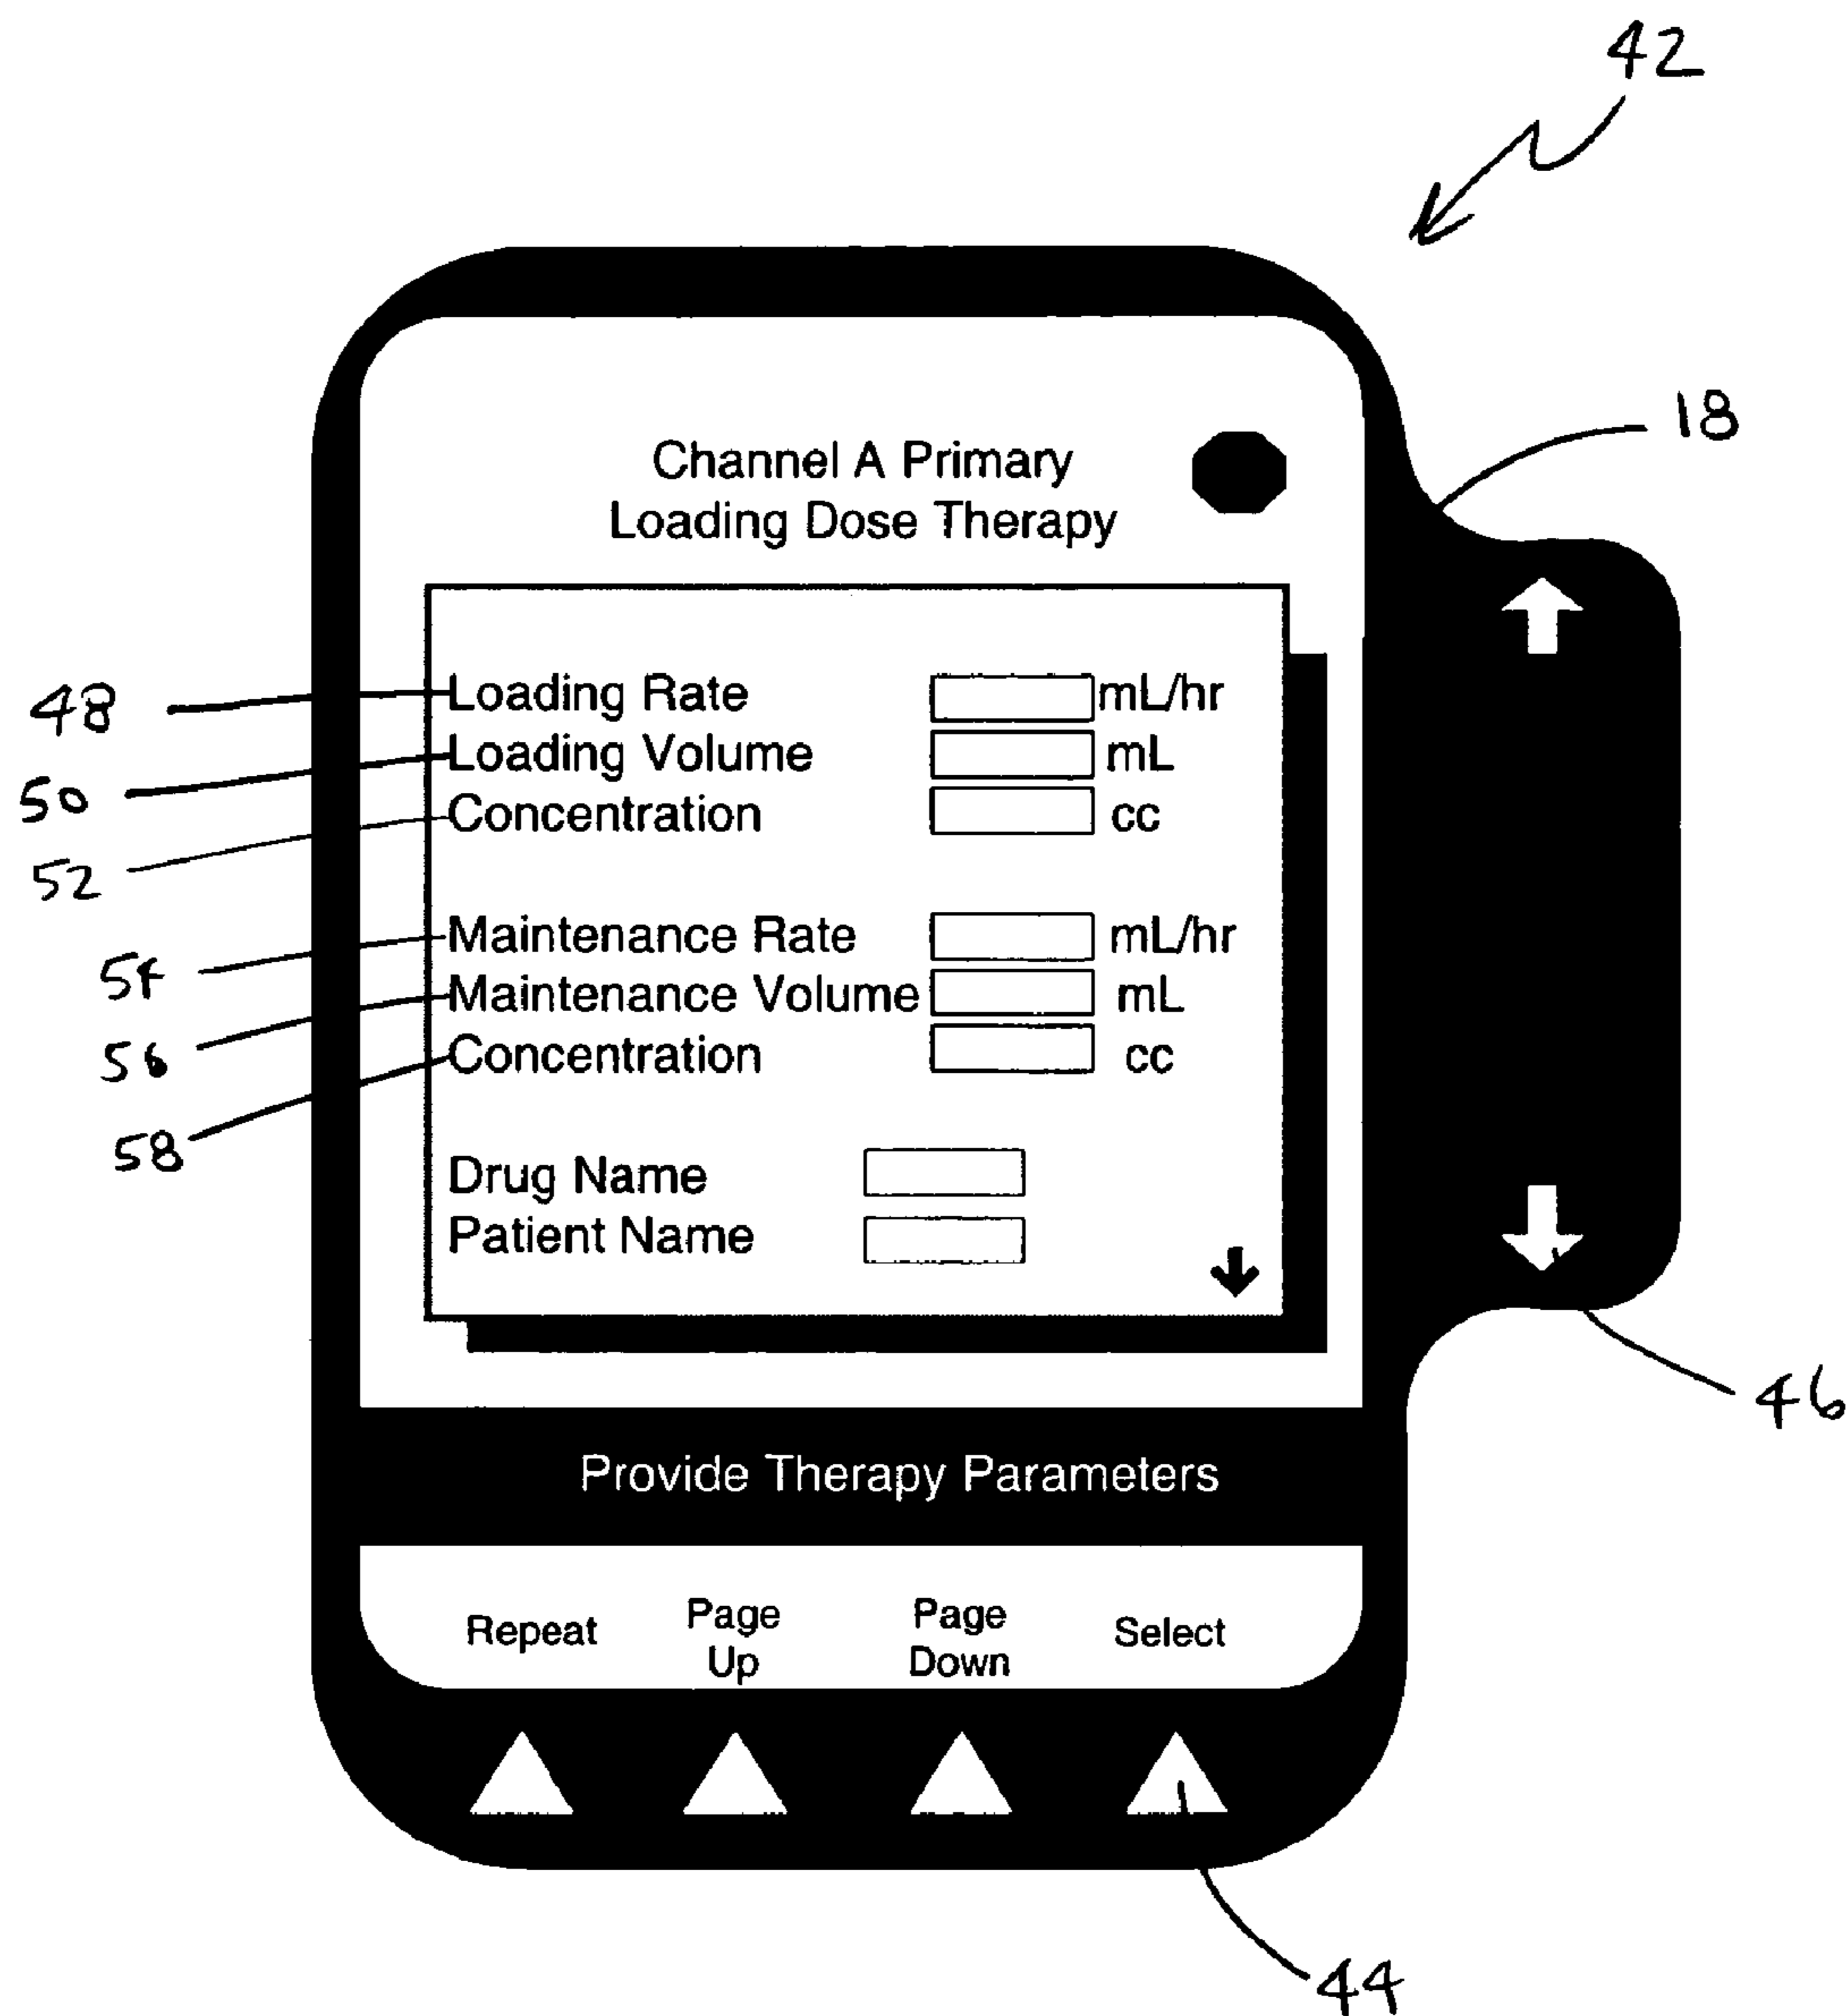 42
18
Channel A Primary
Loading Dose Therapy
48 Loading Rate mL/hr
50 Loading Volume mL
52 Concentration cc
54 Maintenance Rate mL/hr
56 Maintenance Volume mL
58 Concentration cc
Drug Name
Patient Name
46
Provide Therapy Parameters
Repeat Page Up Page Down Select
44